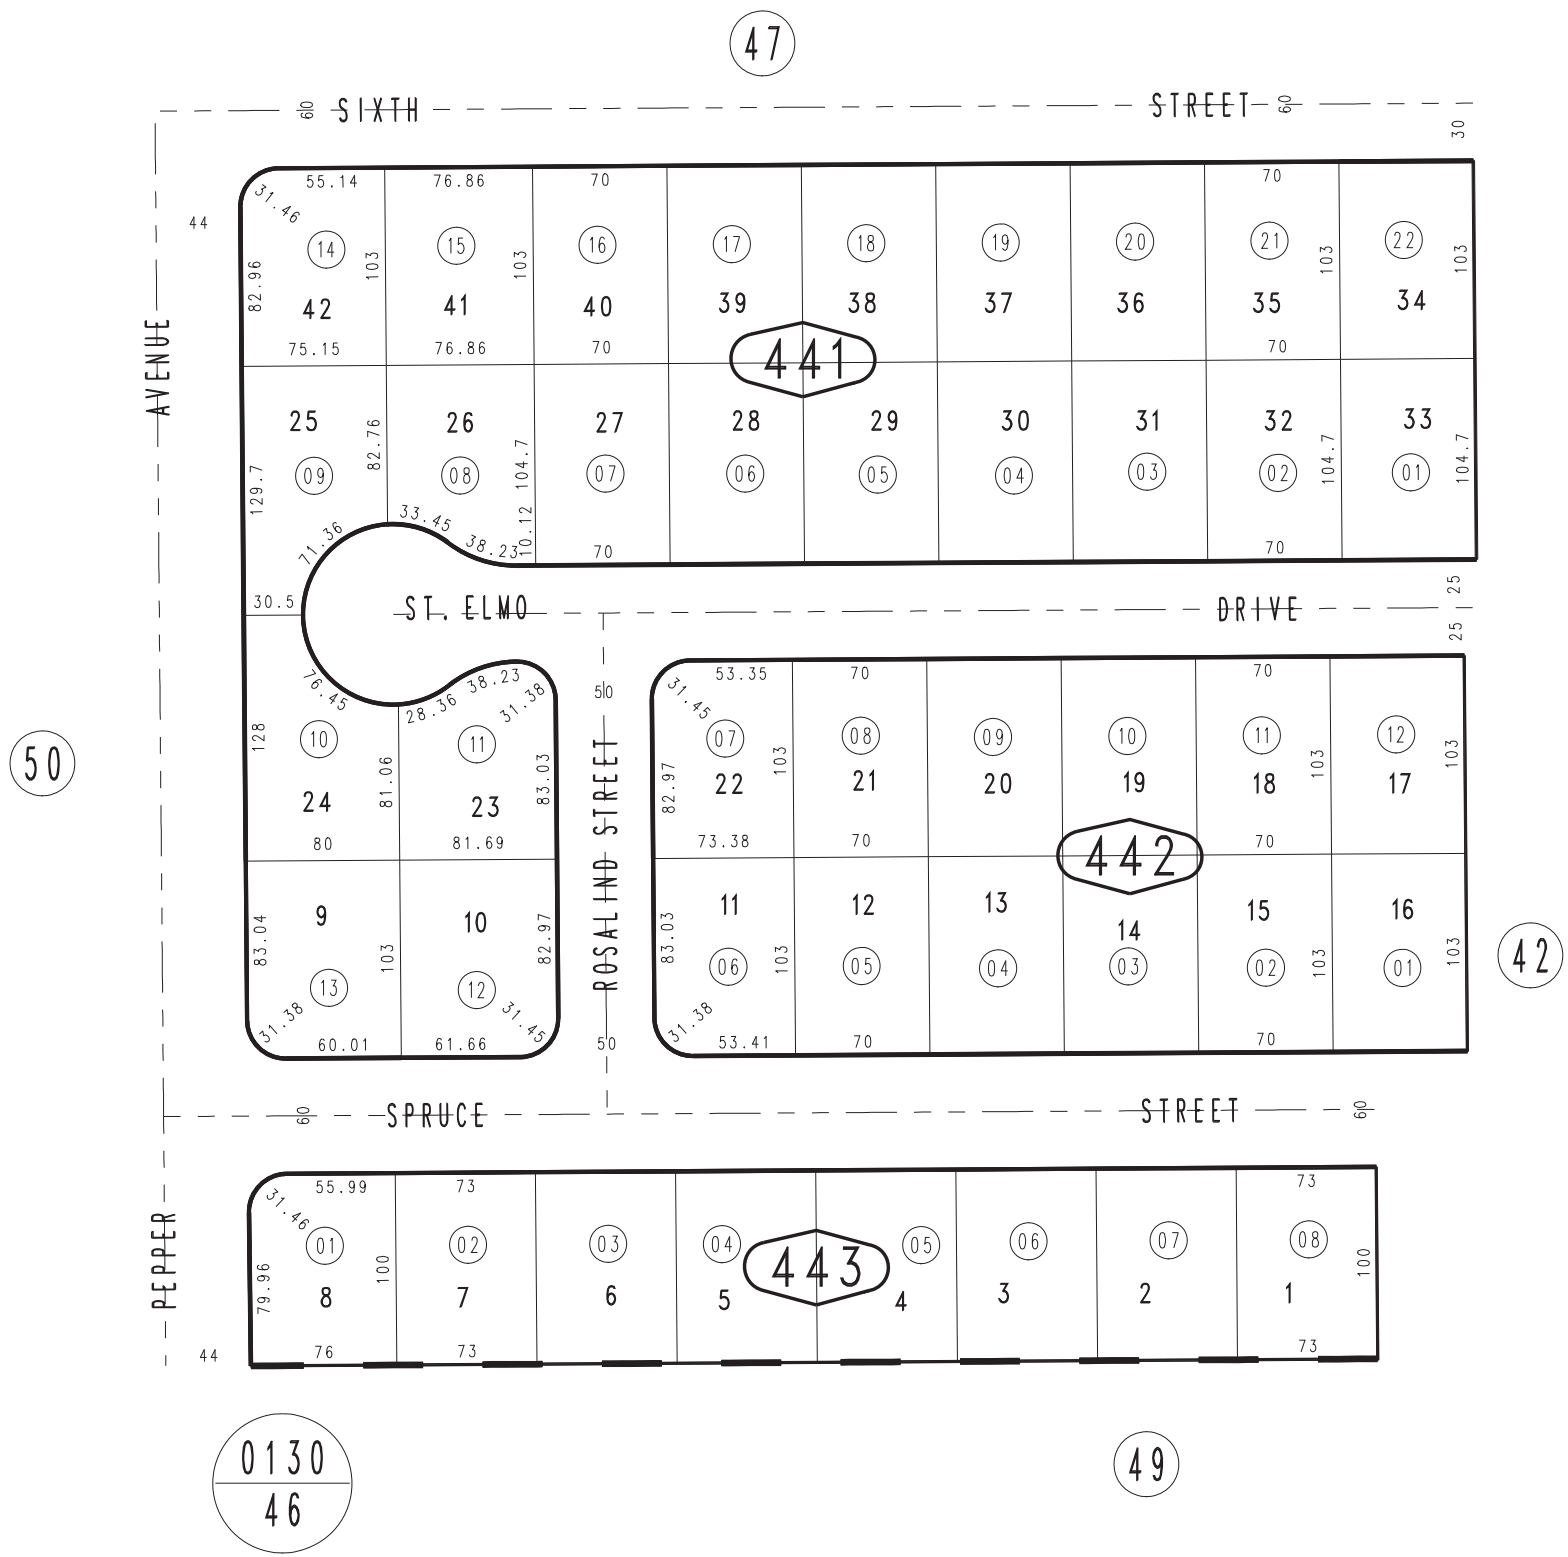 47
60 SIXTH STREET 60
30
55.14 76.86 70 70
31.46
44
14 15 16 17 18 19 20 21 22
82.96 103 103 103 103
42 41 40 39 38 37 36 35 34
75.15 76.86 70 441 70
AVENUE
25 26 27 28 29 30 31 32 33
129.7 82.76 104.7 104.7 104.7
09 08 07 06 05 04 03 02 01
71.36 33.45 38.23 10.12 70 70
30.5 ST. ELMO DRIVE
25
25
76.45 28.36 38.23 31.38
50
53.35 70 70
31.45
10 11 07 08 09 10 11 12
50
128 81.06 83.03 82.97 103 103 103
24 23 22 21 20 19 18 17
80 81.69 73.38 70 442 70
ROSALIND STREET
9 10 11 12 13 14 15 16
83.04 103 82.97 83.03 103 103 103
42
13 12 06 05 04 03 02 01
31.38 31.45 31.38
60.01 61.66 50 53.41 70 70
60 SPRUCE STREET 60
55.99 73 73
31.46
PEPPER
01 02 03 04 05 06 07 08
79.96 100 443 100
8 7 6 5 4 3 2 1
44 76 73 73
0130
46
49